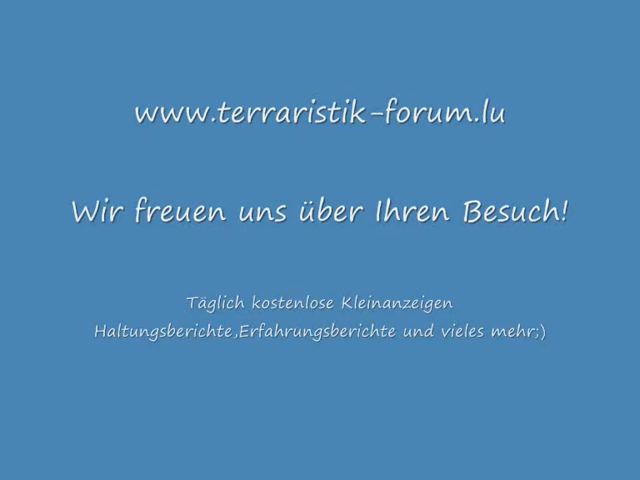 www.terraristik-forum.lu
Wir freuen uns über Ihren Besuch!
Täglich kostenlose Kleinanzeigen
Haltungsberichte,Erfahrungsberichte und vieles mehr;)